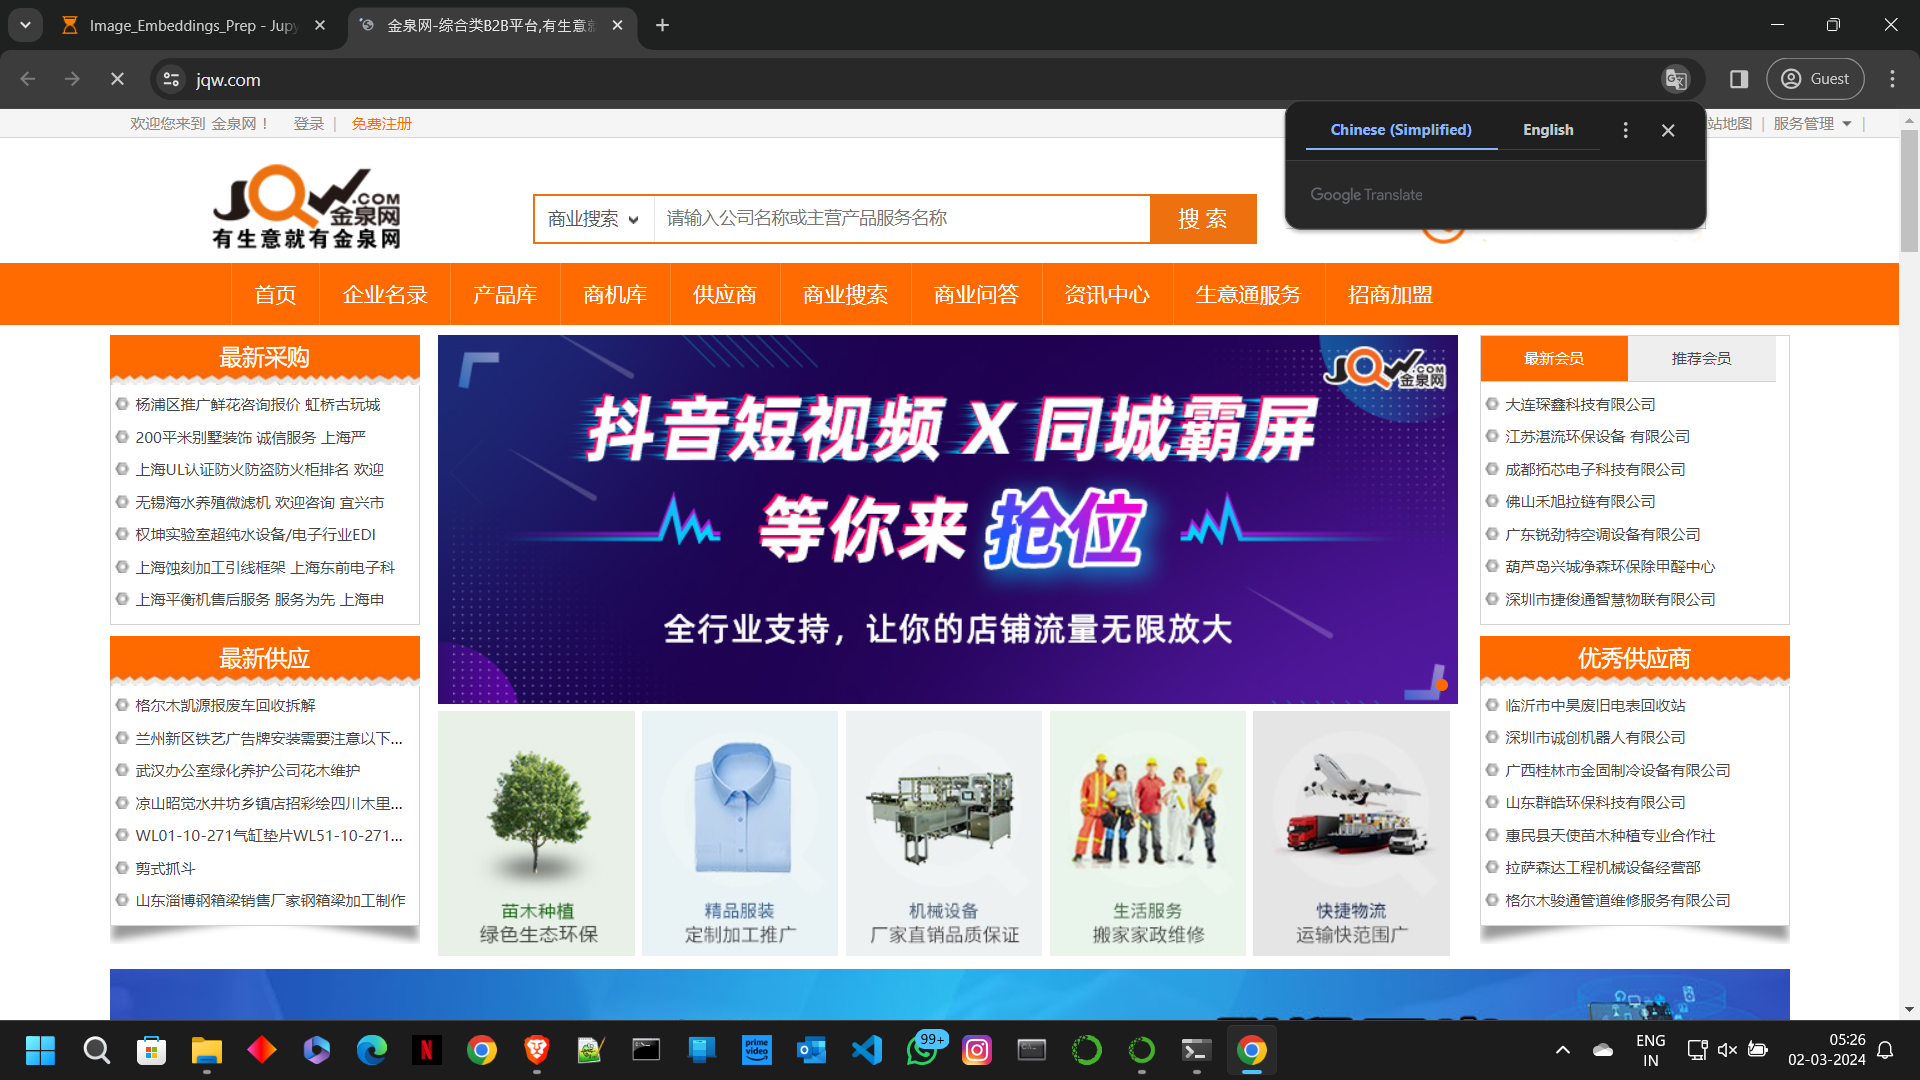 Image_Embeddings_Prep - Jupy
金泉网-综合类B2B平台,有生意就
jqw.com
Guest
欢迎您来到 金泉网！ 登录 | 免费注册
站地图 | 服务管理 |
Chinese (Simplified) English
Google Translate
JQW.COM
金泉网
有生意就有金泉网
商业搜索 请输入公司名称或主营产品服务名称 搜 索
首页 企业名录 产品库 商机库 供应商 商业搜索 商业问答 资讯中心 生意通服务 招商加盟
最新采购
杨浦区推广鲜花咨询报价 虹桥古玩城
200平米别墅装饰 诚信服务 上海严
上海UL认证防火防盗防火柜排名 欢迎
无锡海水养殖微滤机 欢迎咨询 宜兴市
权坤实验室超纯水设备/电子行业EDI
上海蚀刻加工引线框架 上海东前电子科
上海平衡机售后服务 服务为先 上海申
最新供应
格尔木凯源报废车回收拆解
兰州新区铁艺广告牌安装需要注意以下...
武汉办公室绿化养护公司花木维护
凉山昭觉水井坊乡镇店招彩绘四川木里...
WL01-10-271气缸垫片WL51-10-271...
剪式抓斗
山东淄博钢箱梁销售厂家钢箱梁加工制作
JQW.COM
金泉网
抖音短视频 X 同城霸屏
等你来 抢位
全行业支持，让你的店铺流量无限放大
苗木种植
绿色生态环保
精品服装
定制加工推广
机械设备
厂家直销品质保证
生活服务
搬家家政维修
快捷物流
运输快范围广
最新会员 推荐会员
大连琛鑫科技有限公司
江苏湛流环保设备 有限公司
成都拓芯电子科技有限公司
佛山禾旭拉链有限公司
广东锐劲特空调设备有限公司
葫芦岛兴城净森环保除甲醛中心
深圳市捷俊通智慧物联有限公司
优秀供应商
临沂市中昊废旧电表回收站
深圳市诚创机器人有限公司
广西桂林市金固制冷设备有限公司
山东群皓环保科技有限公司
惠民县天使苗木种植专业合作社
拉萨森达工程机械设备经营部
格尔木骏通管道维修服务有限公司
prime video
99+
ENG
IN
05:26
02-03-2024